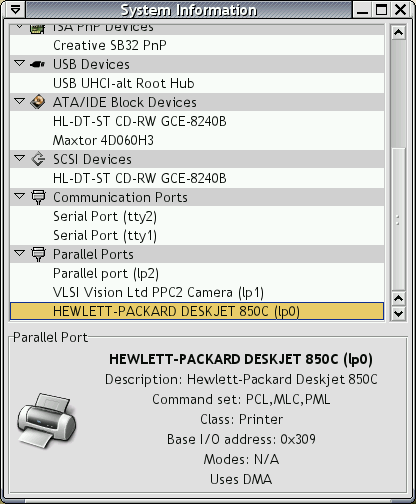 System Information
ISA PnP Devices
Creative SB32 PnP
USB Devices
USB UHCI-alt Root Hub
ATA/IDE Block Devices
HL-DT-ST CD-RW GCE-8240B
Maxtor 4D060H3
SCSI Devices
HL-DT-ST CD-RW GCE-8240B
Communication Ports
Serial Port (tty2)
Serial Port (tty1)
Parallel Ports
Parallel port (lp2)
VLSI Vision Ltd PPC2 Camera (lp1)
HEWLETT-PACKARD DESKJET 850C (lp0)
Parallel Port
HEWLETT-PACKARD DESKJET 850C (lp0)
Description: Hewlett-Packard Deskjet 850C
Command set: PCL,MLC,PML
Class: Printer
Base I/O address: 0x309
Modes: N/A
Uses DMA